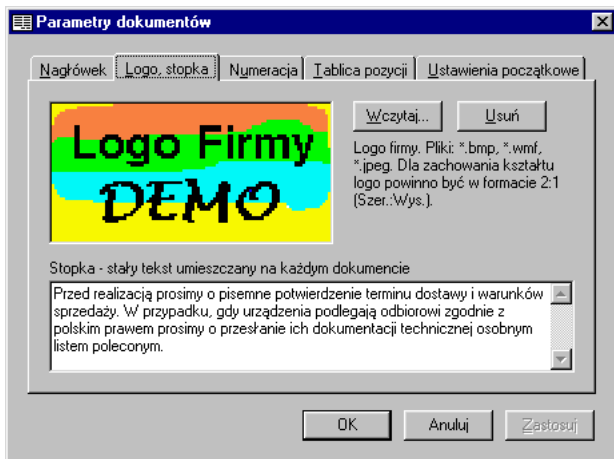 Parametry dokumentów
Nagłówek Logo, stopka Numeracja Tablica pozycji Ustawienia początkowe
Logo Firmy
DEMO
Wczytaj... Usuń
Logo firmy. Pliki: *.bmp, *.wmf,
*.jpeg. Dla zachowania kształtu
logo powinno być w formacie 2:1
(Szer.:Wys.).
Stopka - stały tekst umieszczany na każdym dokumencie
Przed realizacją prosimy o pisemne potwierdzenie terminu dostawy i warunków
sprzedaży. W przypadku, gdy urządzenia podlegają odbiorowi zgodnie z
polskim prawem prosimy o przesłanie ich dokumentacji technicznej osobnym
listem poleconym.
OK Anuluj Zastosuj